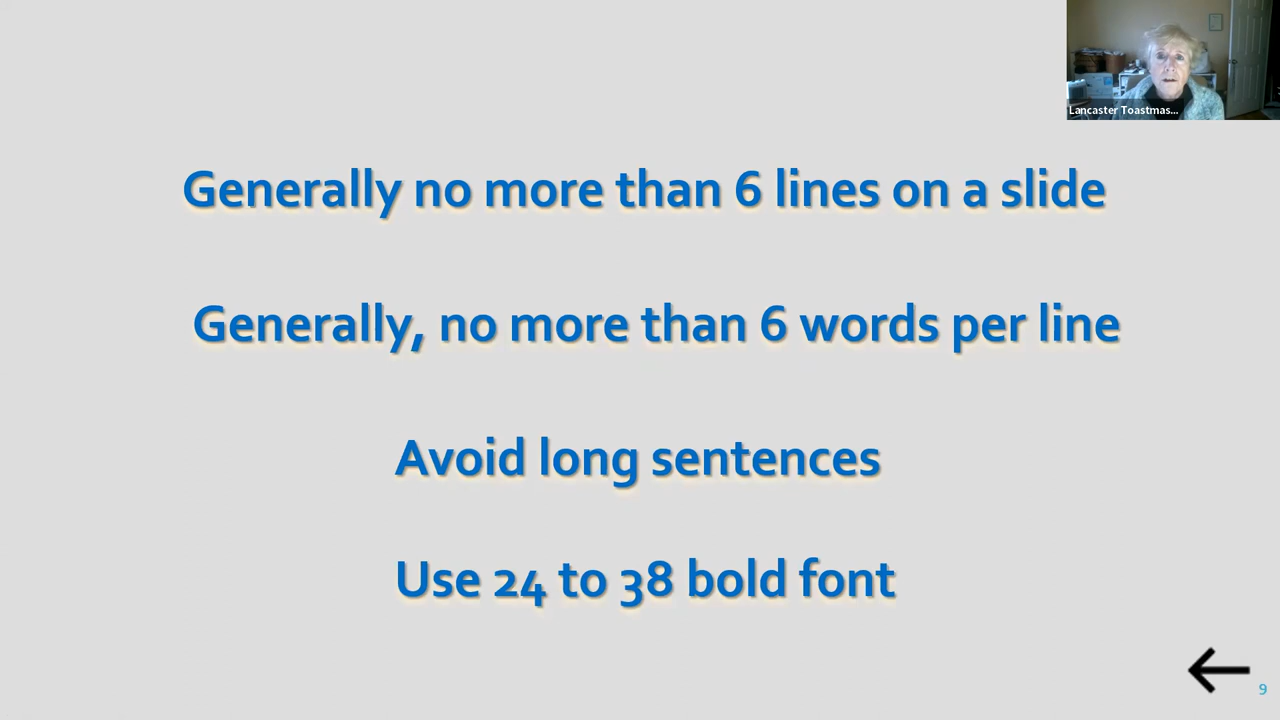 Lancaster Toastmas...
Generally no more than 6 lines on a slide
Generally, no more than 6 words per line
Avoid long sentences
Use 24 to 38 bold font
9